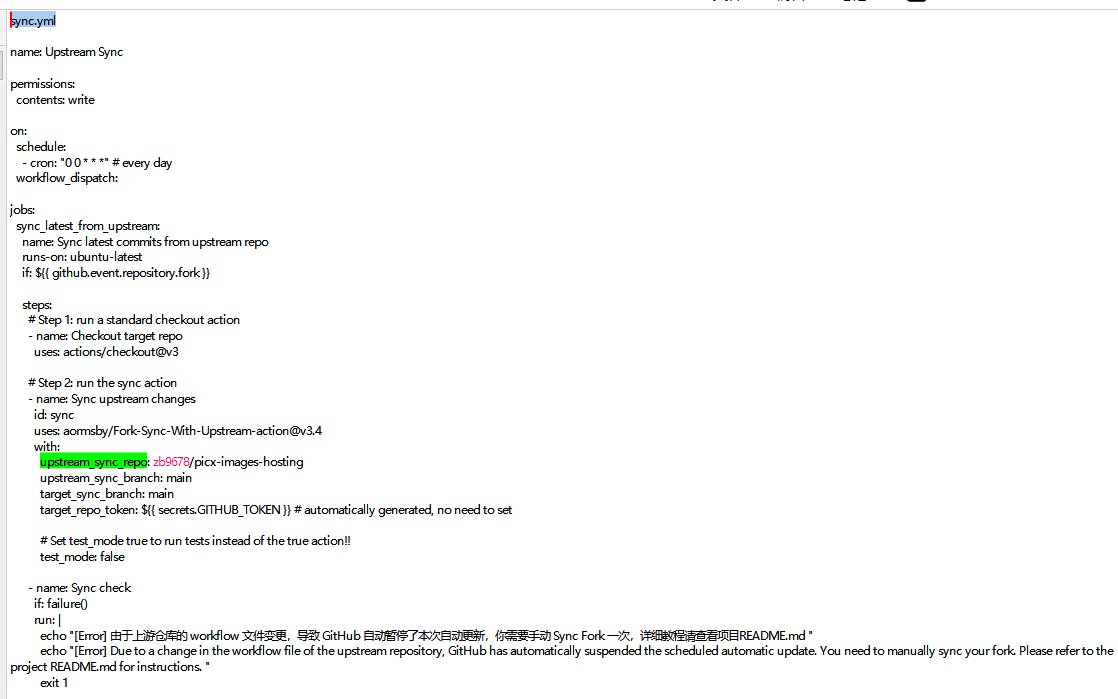 sync.yml
name: Upstream Sync
permissions:
contents: write
on:
schedule:
- cron: "0 0 * * *" # every day
workflow_dispatch:
jobs:
sync_latest_from_upstream:
name: Sync latest commits from upstream repo
runs-on: ubuntu-latest
if: ${{ github.event.repository.fork }}
steps:
# Step 1: run a standard checkout action
- name: Checkout target repo
uses: actions/checkout@v3
# Step 2: run the sync action
- name: Sync upstream changes
id: sync
uses: aormsby/Fork-Sync-With-Upstream-action@v3.4
with:
upstream_sync_repo: zb9678/picx-images-hosting
upstream_sync_branch: main
target_sync_branch: main
target_repo_token: ${{ secrets.GITHUB_TOKEN }} # automatically generated, no need to set
# Set test_mode true to run tests instead of the true action!!
test_mode: false
- name: Sync check
if: failure()
run: |
echo "[Error] 由于上游仓库的 workflow 文件变更，导致 GitHub 自动暂停了本次自动更新，你需要手动 Sync Fork 一次，详细教程请查看项目README.md "
echo "[Error] Due to a change in the workflow file of the upstream repository, GitHub has automatically suspended the scheduled automatic update. You need to manually sync your fork. Please refer to the
project README.md for instructions. "
exit 1